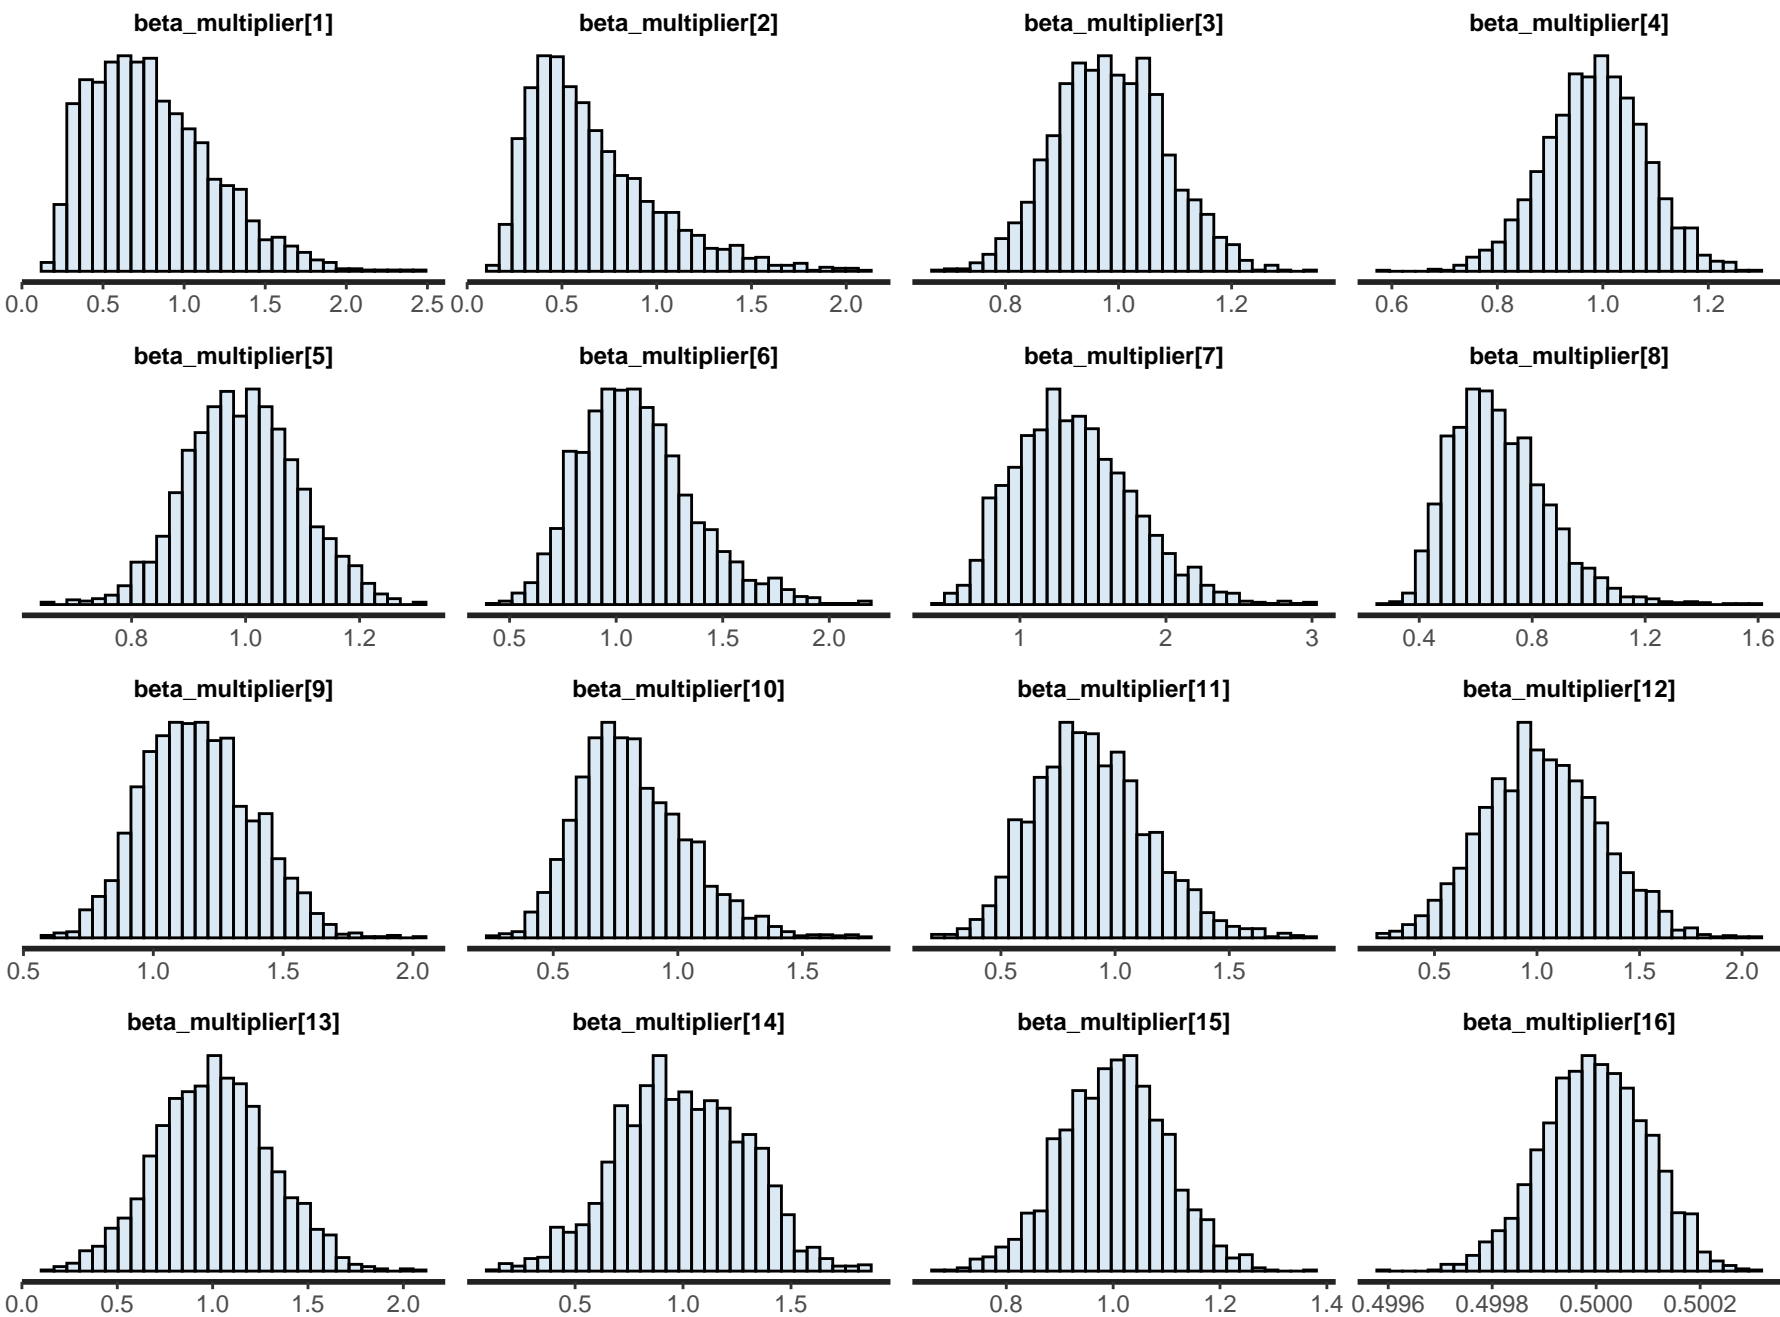 beta_multiplier[1] beta_multiplier[2] beta_multiplier[3] beta_multiplier[4]
0.0 0.5 1.0 1.5 2.0 2.5 0.0 0.5 1.0 1.5 2.0 0.8 1.0 1.2 0.6 0.8 1.0 1.2
beta_multiplier[5] beta_multiplier[6] beta_multiplier[7] beta_multiplier[8]
0.8 1.0 1.2 0.5 1.0 1.5 2.0 1 2 3 0.4 0.8 1.2 1.6
beta_multiplier[9] beta_multiplier[10] beta_multiplier[11] beta_multiplier[12]
0.5 1.0 1.5 2.0 0.5 1.0 1.5 0.5 1.0 1.5 0.5 1.0 1.5 2.0
beta_multiplier[13] beta_multiplier[14] beta_multiplier[15] beta_multiplier[16]
0.0 0.5 1.0 1.5 2.0 0.5 1.0 1.5 0.8 1.0 1.2 1.4 0.4996 0.4998 0.5000 0.5002